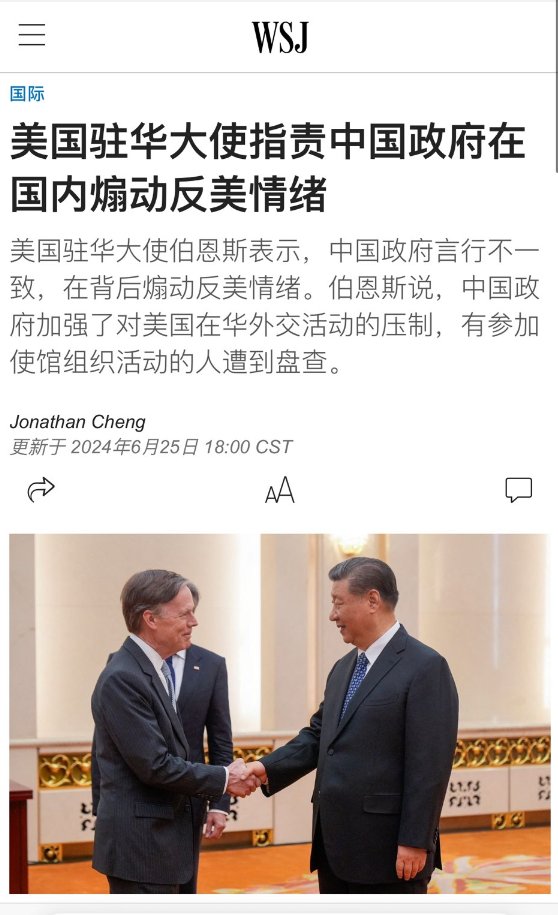 WSJ
国际
美国驻华大使指责中国政府在
国内煽动反美情绪
美国驻华大使伯恩斯表示，中国政府言行不一
致，在背后煽动反美情绪。伯恩斯说，中国政
府加强了对美国在华外交活动的压制，有参加
使馆组织活动的人遭到盘查。
Jonathan Cheng
更新于 2024年6月25日 18:00 CST
AA